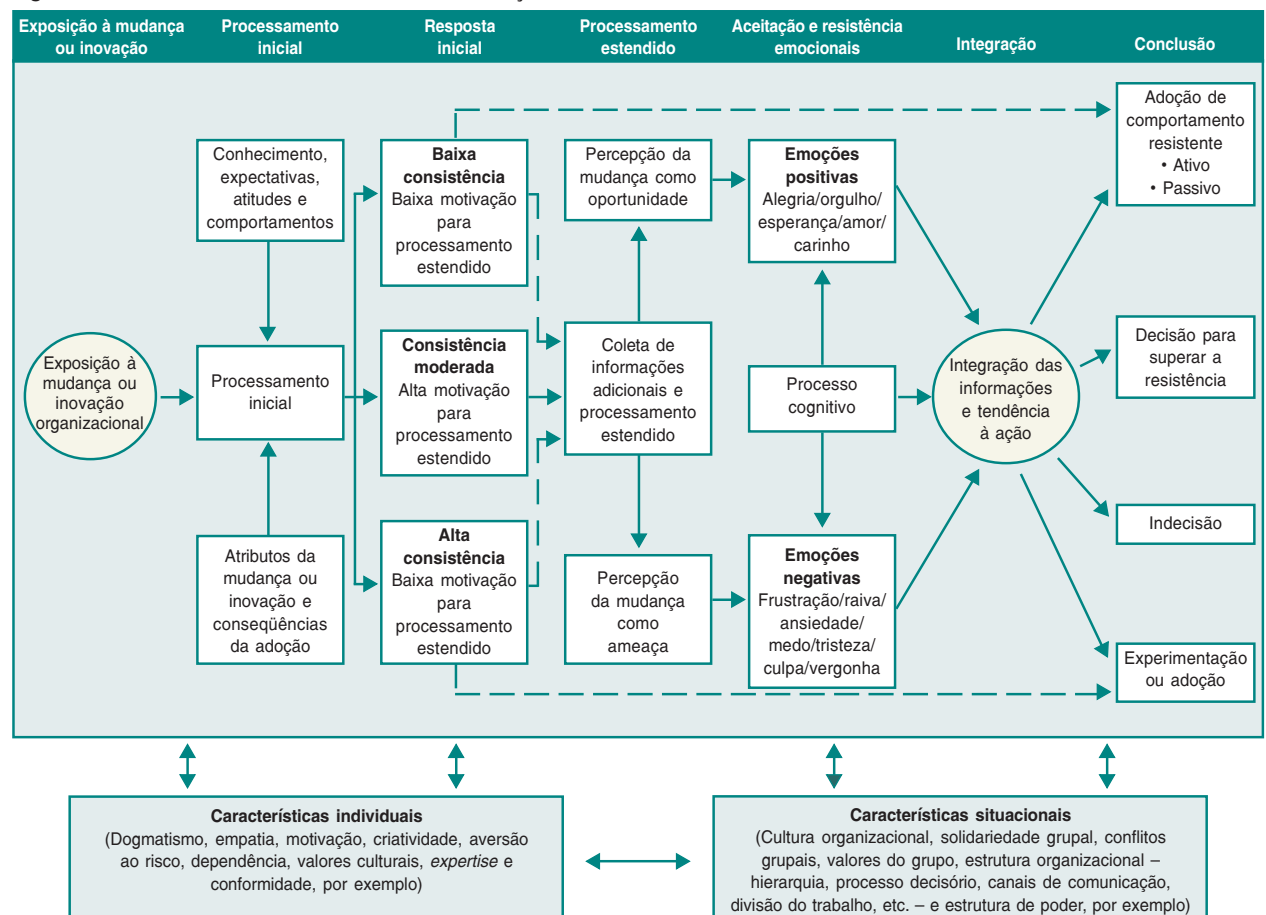 Exposição à mudança
ou inovação
Processamento
inicial
Resposta
inicial
Processamento
estendido
Aceitação e resistência
emocionais
Integração
Conclusão
Exposição à
mudança ou
inovação
organizacional
Conhecimento,
expectativas,
atitudes e
comportamentos
Processamento
inicial
Atributos da
mudança ou
inovação e
conseqüências
da adoção
Baixa
consistência
Baixa motivação
para
processamento
estendido
Consistência
moderada
Alta motivação
para
processamento
estendido
Alta
consistência
Baixa motivação
para
processamento
estendido
Percepção da
mudança como
oportunidade
Coleta de
informações
adicionais e
processamento
estendido
Percepção
da mudança
como
ameaça
Emoções
positivas
Alegria/orgulho/
esperança/amor/
carinho
Processo
cognitivo
Emoções
negativas
Frustração/raiva/
ansiedade/
medo/tristeza/
culpa/vergonha
Integração das
informações
e tendência
à ação
Adoção de
comportamento
resistente
• Ativo
• Passivo
Decisão para
superar a
resistência
Indecisão
Experimentação
ou adoção
Características individuais
(Dogmatismo, empatia, motivação, criatividade, aversão
ao risco, dependência, valores culturais, expertise e
conformidade, por exemplo)
Características situacionais
(Cultura organizacional, solidariedade grupal, conflitos
grupais, valores do grupo, estrutura organizacional –
hierarquia, processo decisório, canais de comunicação,
divisão do trabalho, etc. – e estrutura de poder, por exemplo)